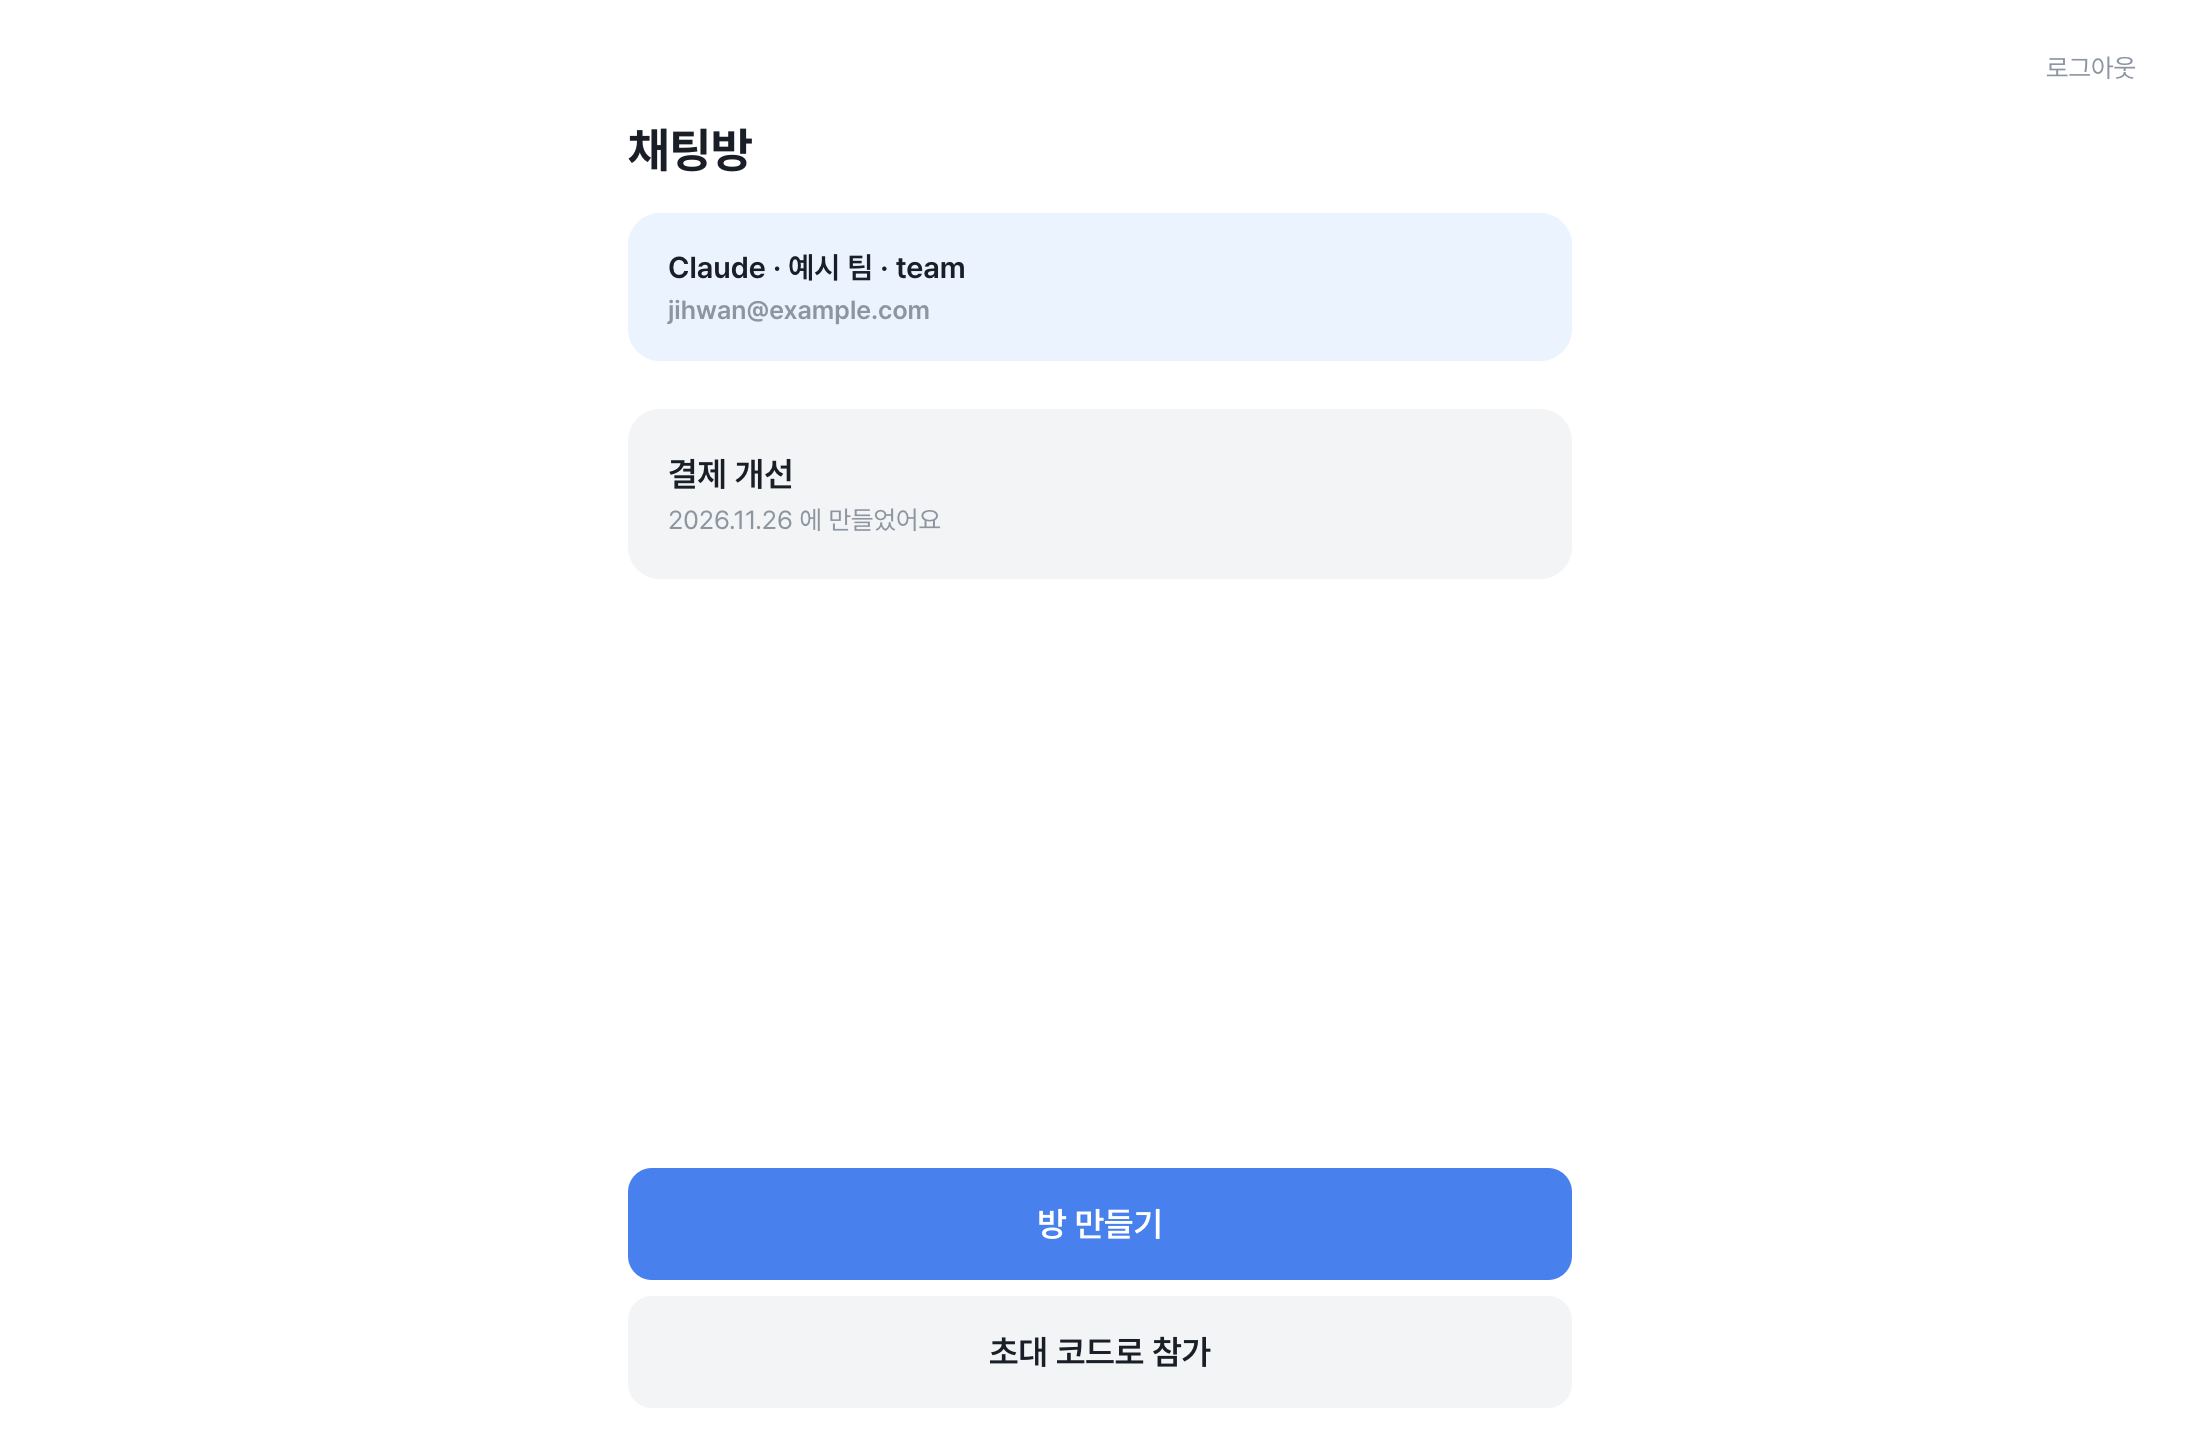 로그아웃
채팅방
Claude · 예시 팀 · team
jihwan@example.com
결제 개선
2026.11.26 에 만들었어요
방 만들기
초대 코드로 참가